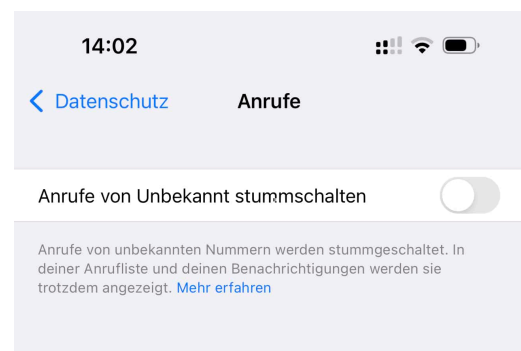 14:02
Datenschutz Anrufe
Anrufe von Unbekannt stummschalten
Anrufe von unbekannten Nummern werden stummgeschaltet. In
deiner Anrufliste und deinen Benachrichtigungen werden sie
trotzdem angezeigt. Mehr erfahren